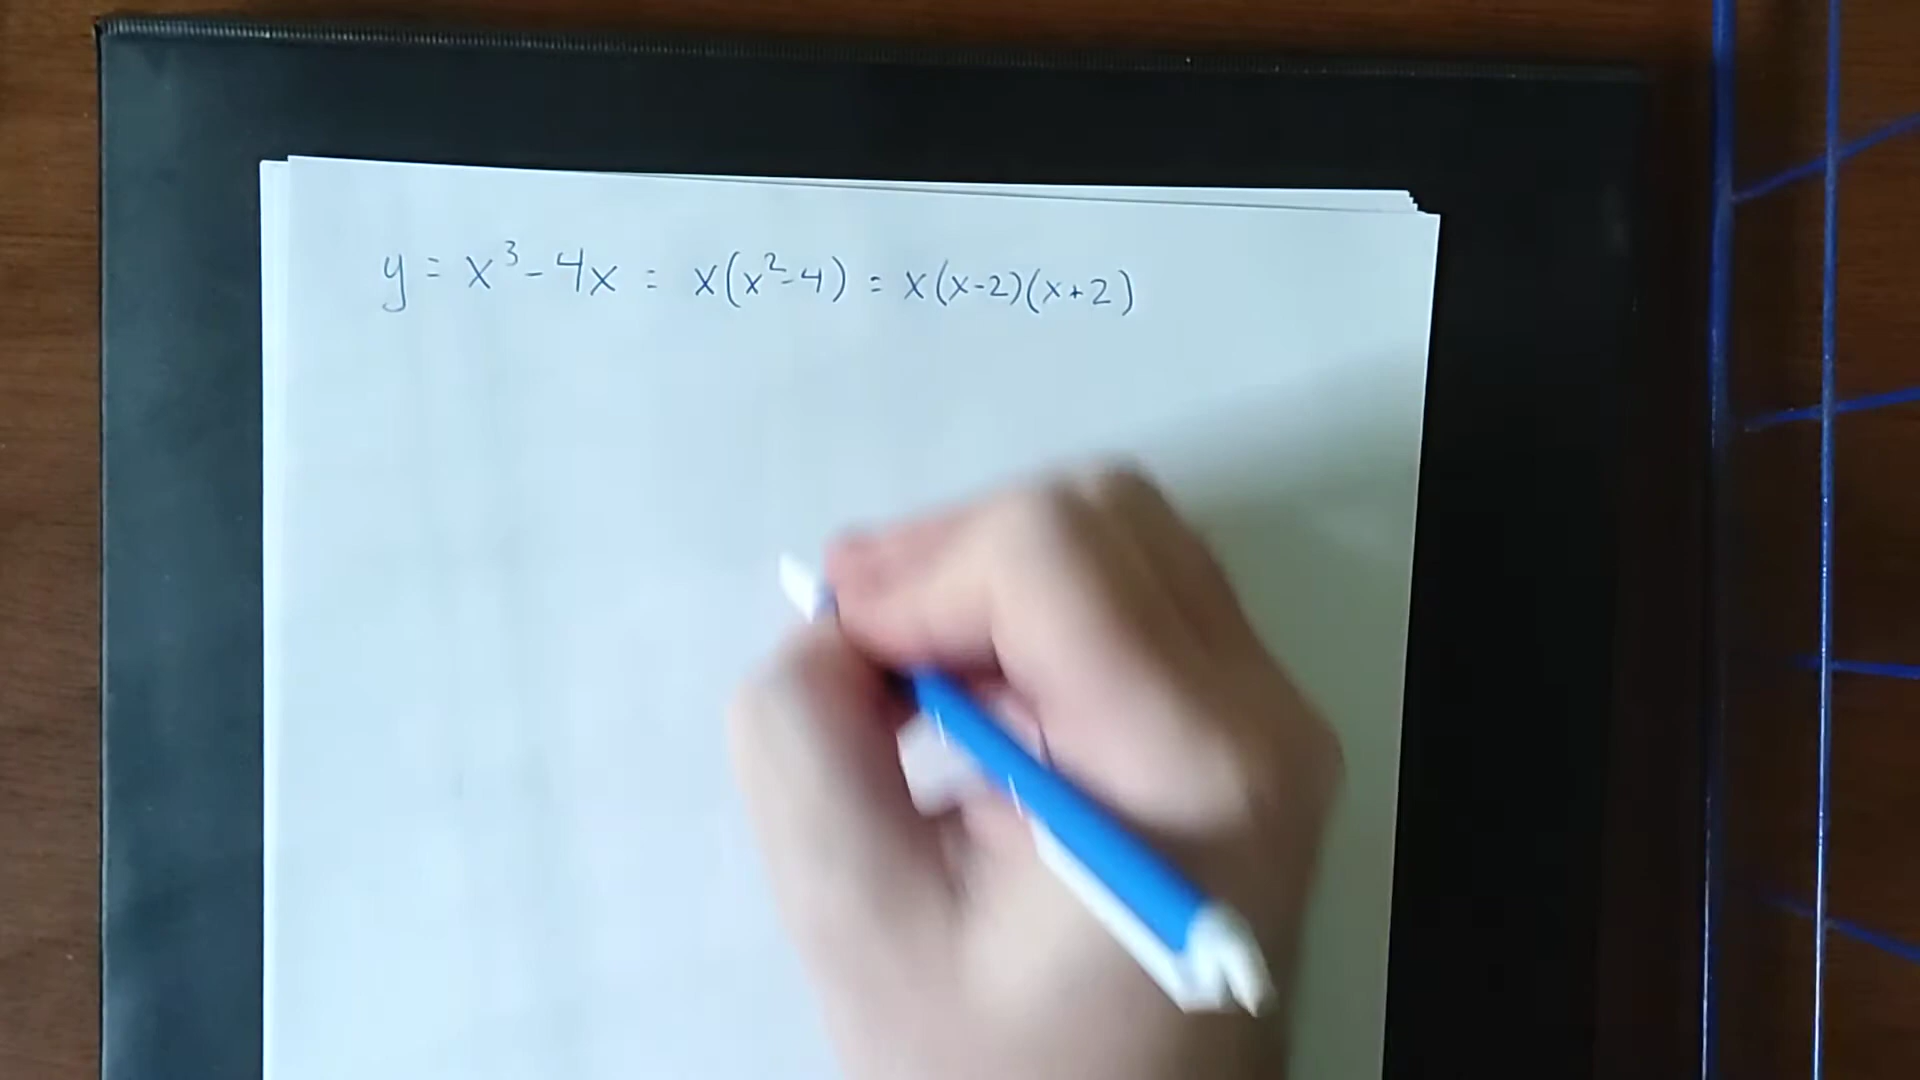 y = x³ - 4x = x(x² - 4) = x(x-2)(x+2)